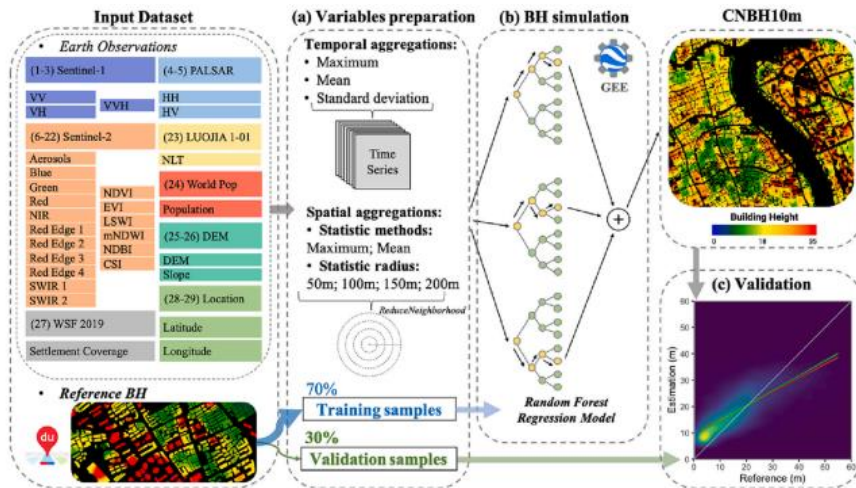 Input Dataset
• Earth Observations
(1-3) Sentinel-1
(4-5) PALSAR
VV
VH
VVH
HH
HV
(6-22) Sentinel-2
(23) LUOJIA 1-01
Aerosols
Blue
Green
Red
NIR
Red Edge 1
Red Edge 2
Red Edge 3
Red Edge 4
SWIR 1
SWIR 2
NDVI
EVI
LSWI
mNDWI
NDBI
CSI
NLT
(24) World Pop
Population
(25-26) DEM
DEM
Slope
(28-29) Location
Latitude
Longitude
(27) WSF 2019
Settlement Coverage
• Reference BH
du
(a) Variables preparation
Temporal aggregations:
• Maximum
• Mean
• Standard deviation
Time
Series
Spatial aggregations:
• Statistic methods:
Maximum; Mean
• Statistic radius:
50m; 100m; 150m; 200m
ReduceNeighborhood
70%
Training samples
30%
Validation samples
(b) BH simulation
GEE
+
Random Forest
Regression Model
CNBH10m
Building Height
0 18 35
(c) Validation
Estimation (m)
60
50
40
30
20
10
0
0 10 20 30 40 50 60
Reference (m)